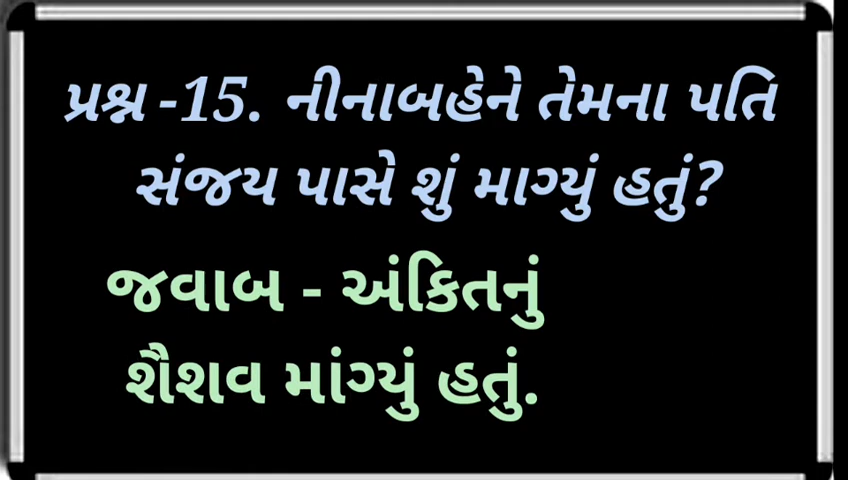 પ્રશ્ન -15. નીનાબહેને તેમના પતિ
સંજય પાસે શું માગ્યું હતું?
જવાબ - અંકિતનું
શૈશવ માંગ્યું હતું.